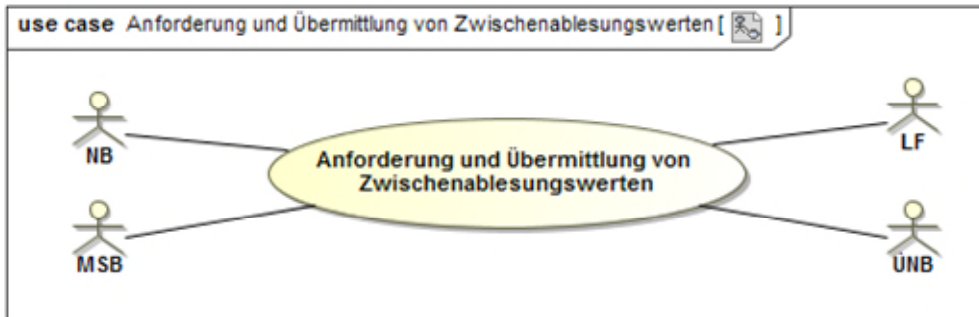 use case Anforderung und Übermittlung von Zwischenablesungswerten [ ]
NB
LF
Anforderung und Übermittlung von
Zwischenablesungswerten
MSB
ÜNB